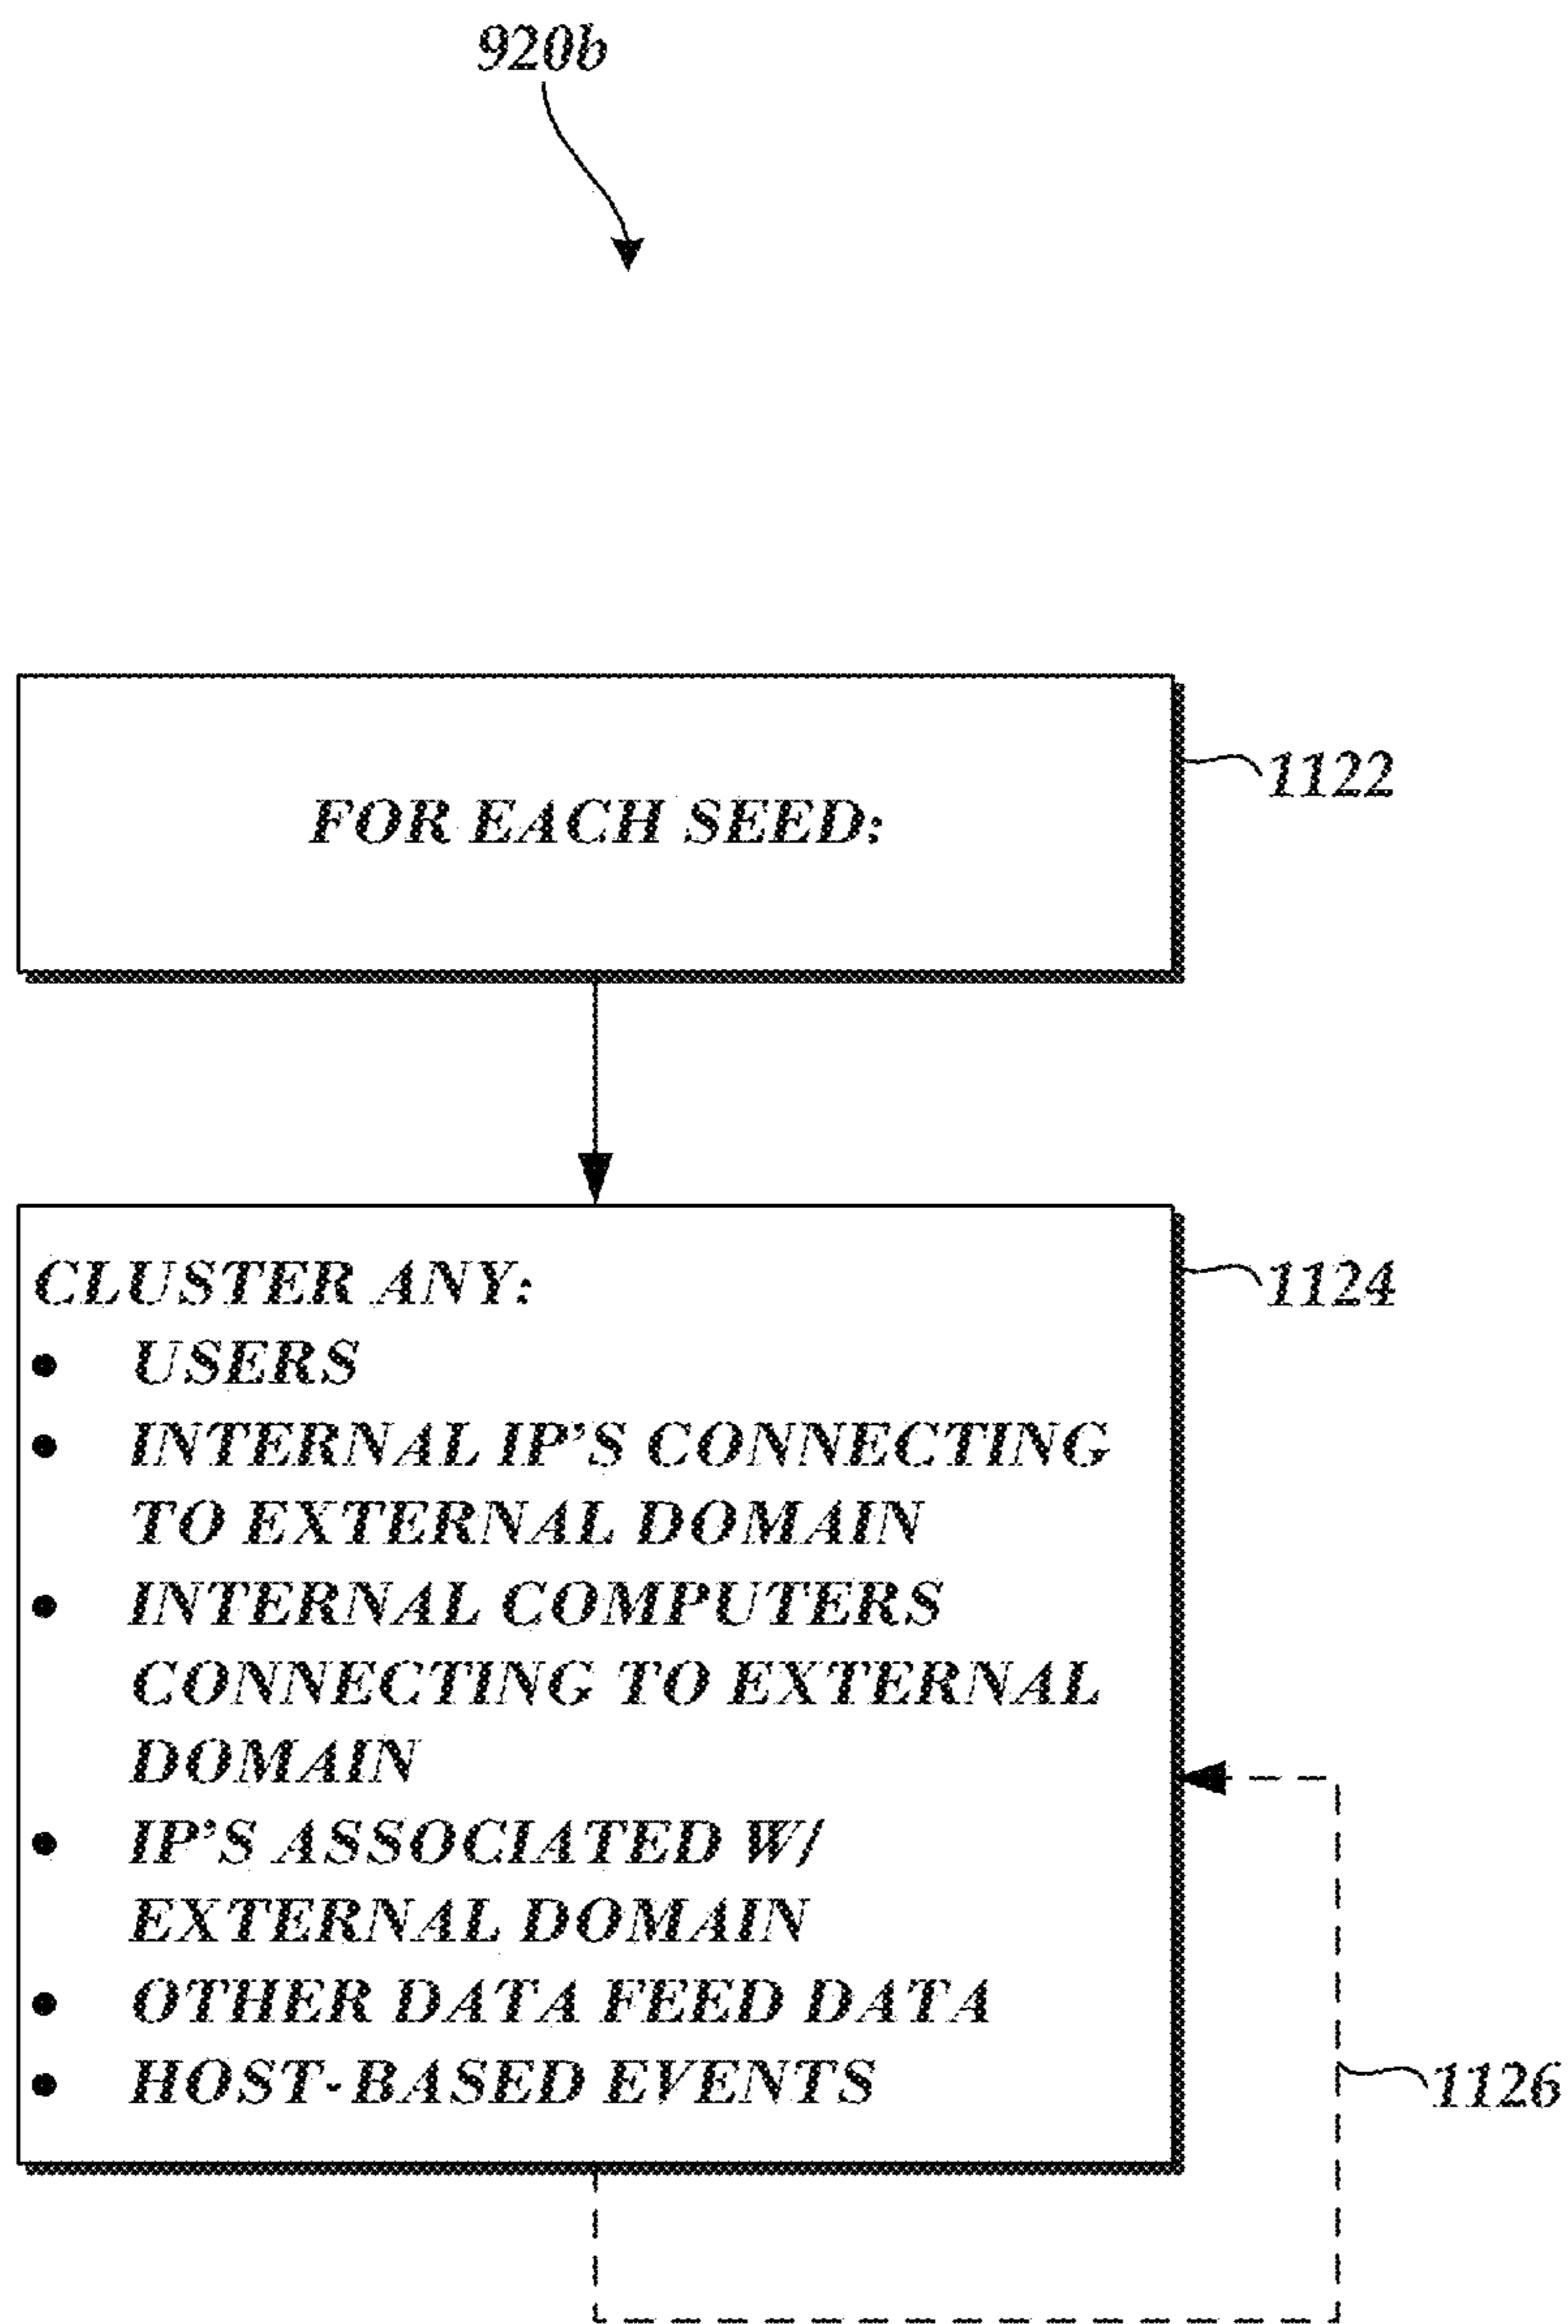 920b
FOR EACH SEED:
1122
CLUSTER ANY:
1124
• USERS
• INTERNAL IP'S CONNECTING
TO EXTERNAL DOMAIN
• INTERNAL COMPUTERS
CONNECTING TO EXTERNAL
DOMAIN
• IP'S ASSOCIATED W/
EXTERNAL DOMAIN
• OTHER DATA FEED DATA
• HOST-BASED EVENTS
1126